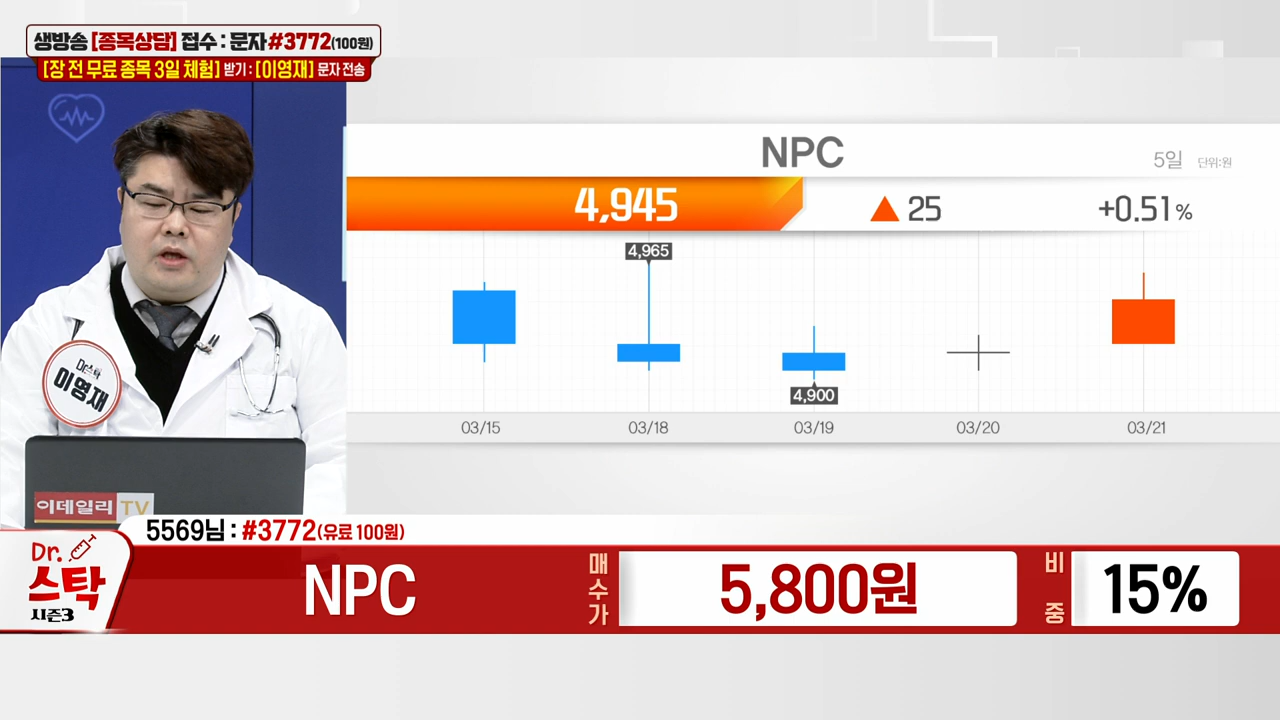 생방송 [종목상담] 접수 : 문자#3772(100원)
[장 전 무료 종목 3일 체험] 받기 : [이영재] 문자 전송
NPC
5일 단위:원
4,945 ▲ 25 +0.51%
4,965
4,900
03/15 03/18 03/19 03/20 03/21
Dr.스탁
이영재
이데일리 TV
5569님 : #3772(유료 100원)
Dr.
스탁
시즌3
NPC 매수가 5,800원 비중 15%